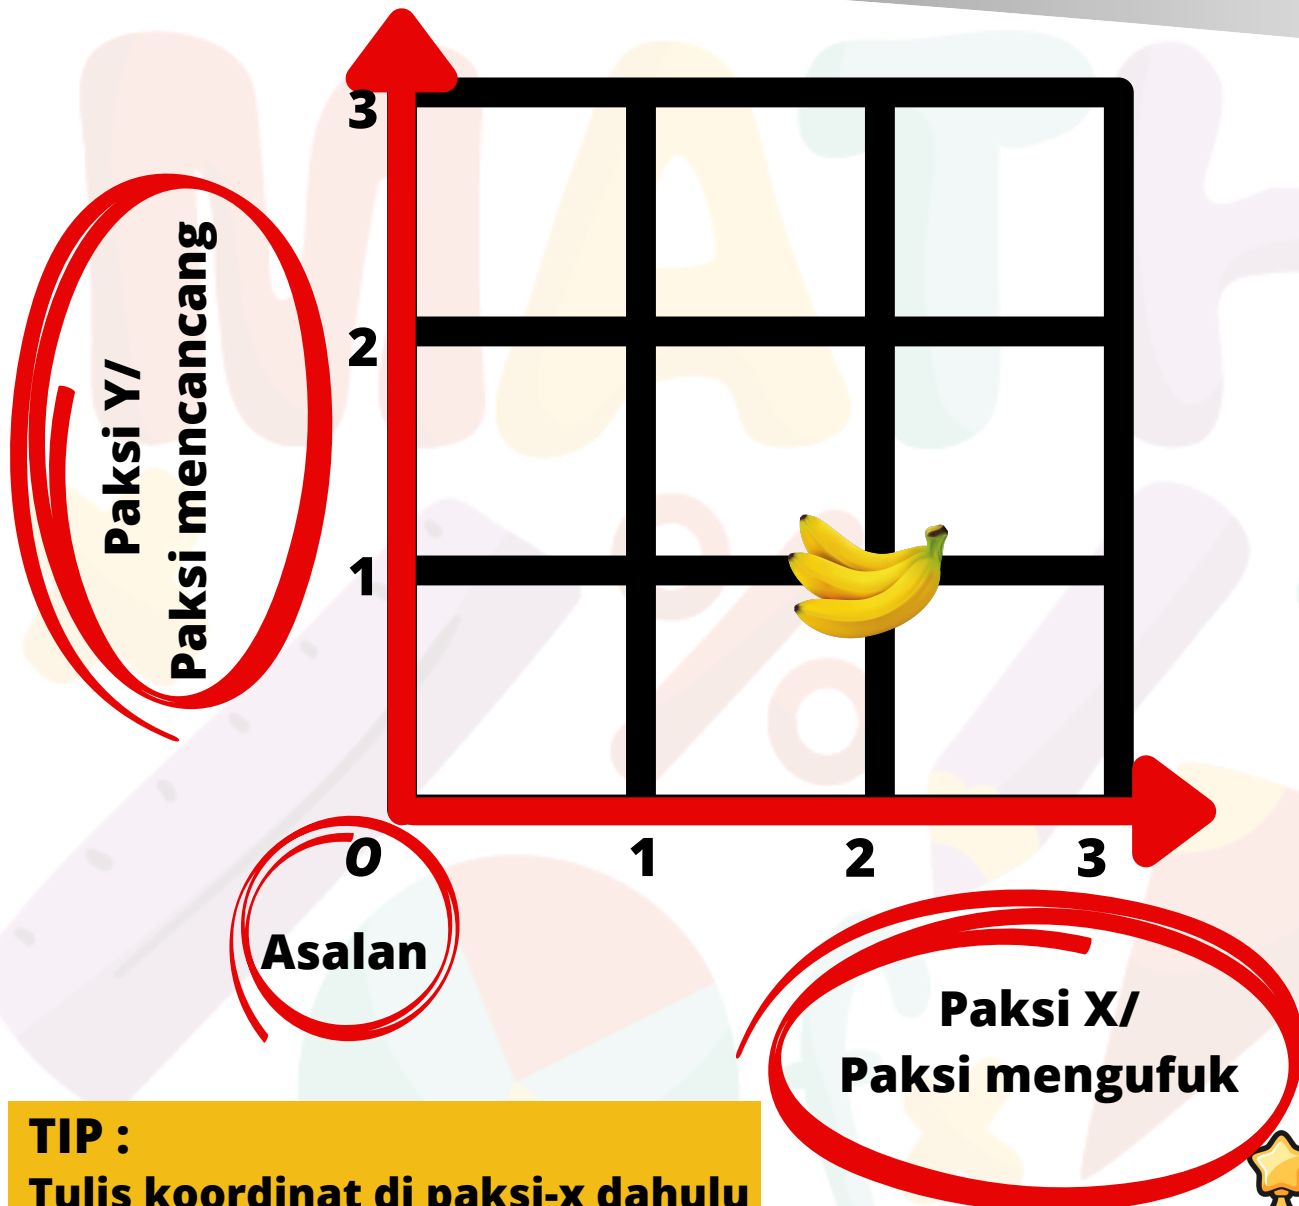 3
2
1
Paksi Y/
Paksi mencancang
O
1
2
3
Asalan
Paksi X/
Paksi mengufuk
TIP :
Tulis koordinat di paksi-x dahulu